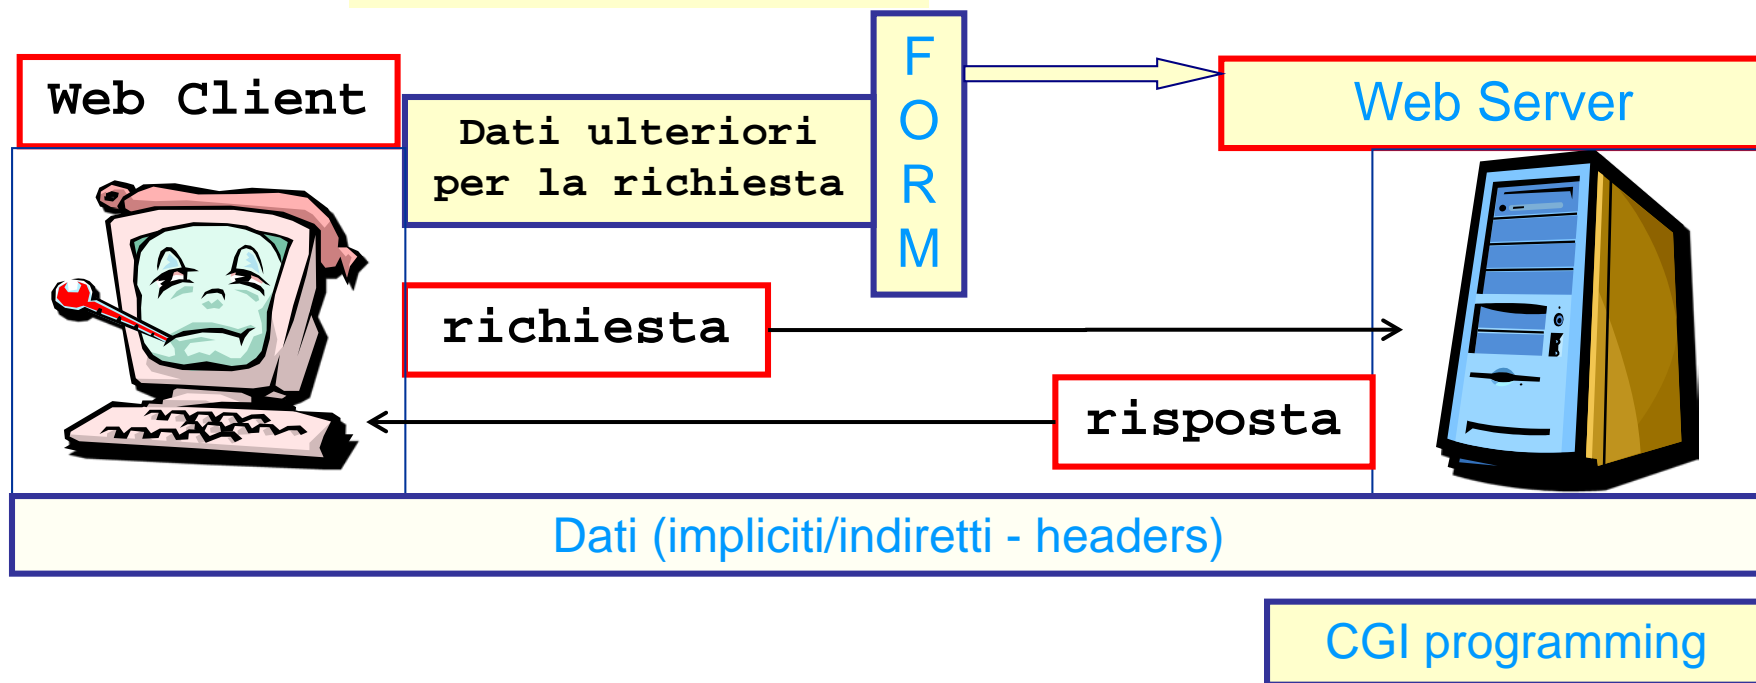 Web Client
Dati ulteriori
per la richiesta
F
O
R
M
Web Server
richiesta
risposta
Dati (impliciti/indiretti - headers)
CGI programming